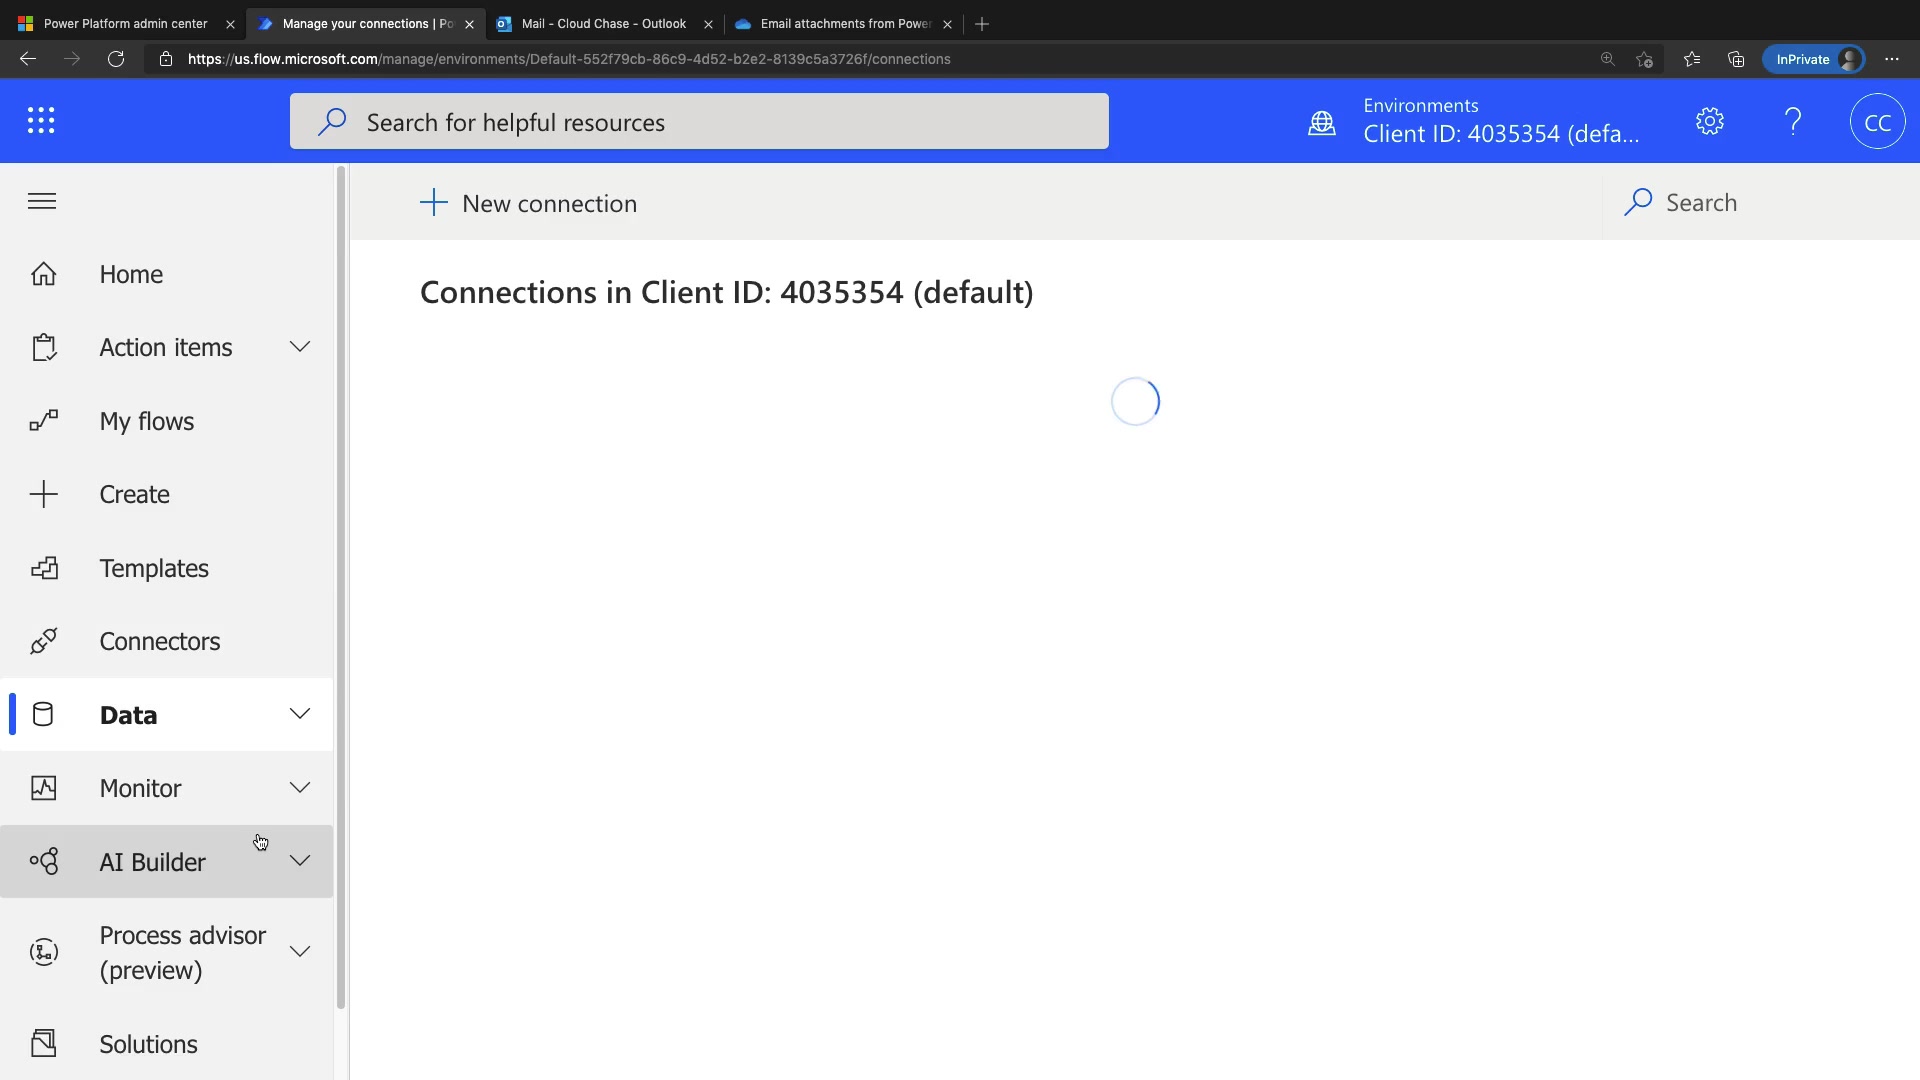 Power Platform admin center
Manage your connections | Po
Mail - Cloud Chase - Outlook
Email attachments from Power
https://us.flow.microsoft.com/manage/environments/Default-552f79cb-86c9-4d52-b2e2-8139c5a3726f/connections
InPrivate
Search for helpful resources
Environments
Client ID: 4035354 (defa...
CC
New connection
Search
Home
Connections in Client ID: 4035354 (default)
Action items
My flows
Create
Templates
Connectors
Data
Monitor
AI Builder
Process advisor
(preview)
Solutions